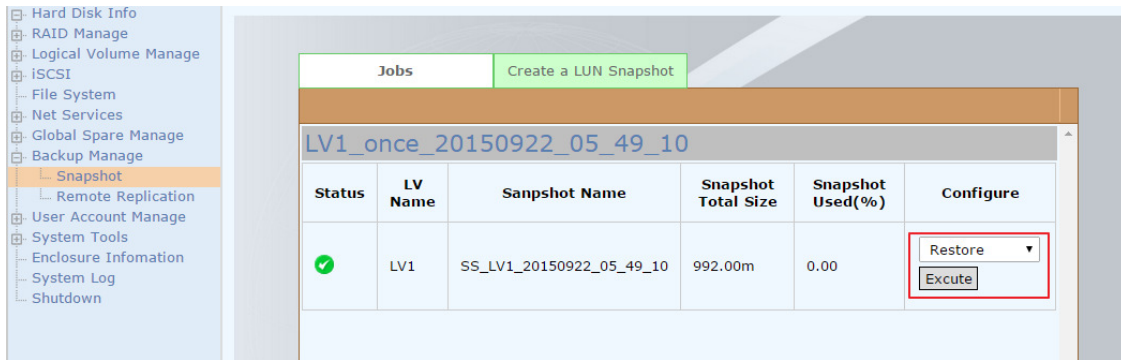 Hard Disk Info
RAID Manage
Logical Volume Manage
iSCSI
File System
Net Services
Global Spare Manage
Backup Manage
Snapshot
Remote Replication
User Account Manage
System Tools
Enclosure Infomation
System Log
Shutdown
Jobs
Create a LUN Snapshot
LV1_once_20150922_05_49_10
Status
LV
Name
Sanpshot Name
Snapshot
Total Size
Snapshot
Used(%)
Configure
LV1
SS_LV1_20150922_05_49_10
992.00m
0.00
Restore
Excute